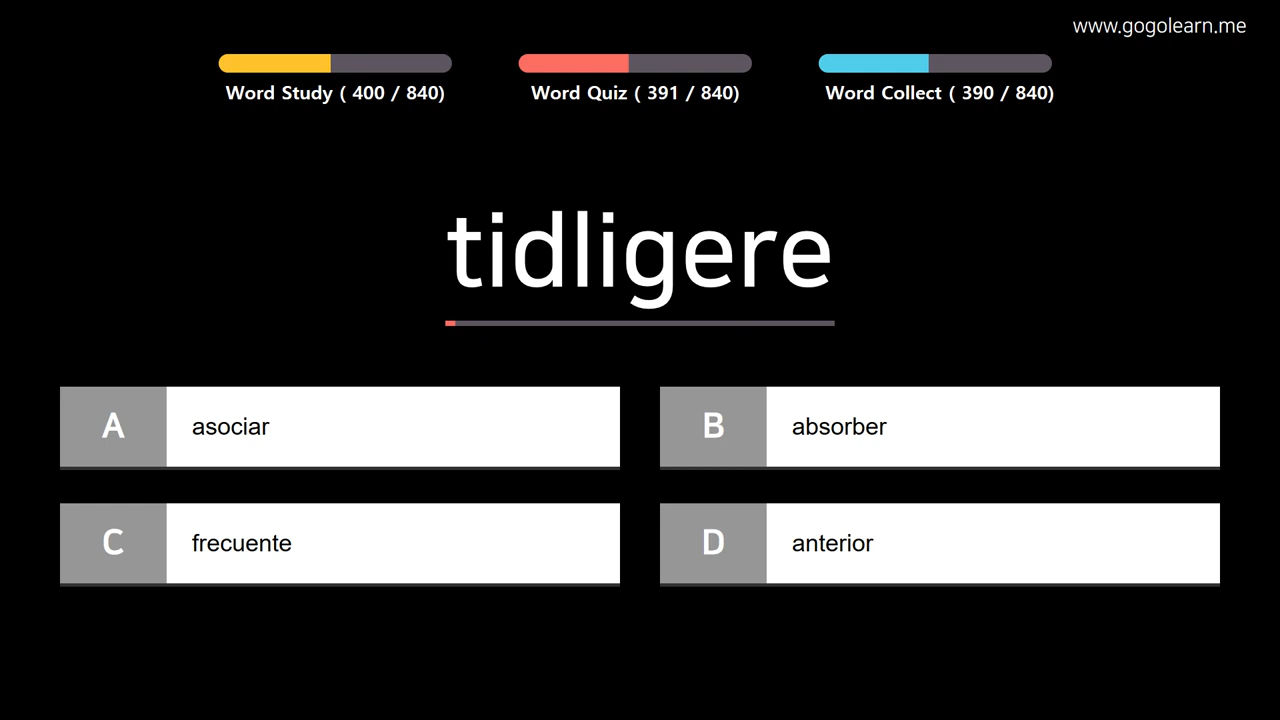 www.gogolearn.me
Word Study ( 400 / 840)
Word Quiz ( 391 / 840)
Word Collect ( 390 / 840)
tidligere
A asociar
B absorber
C frecuente
D anterior